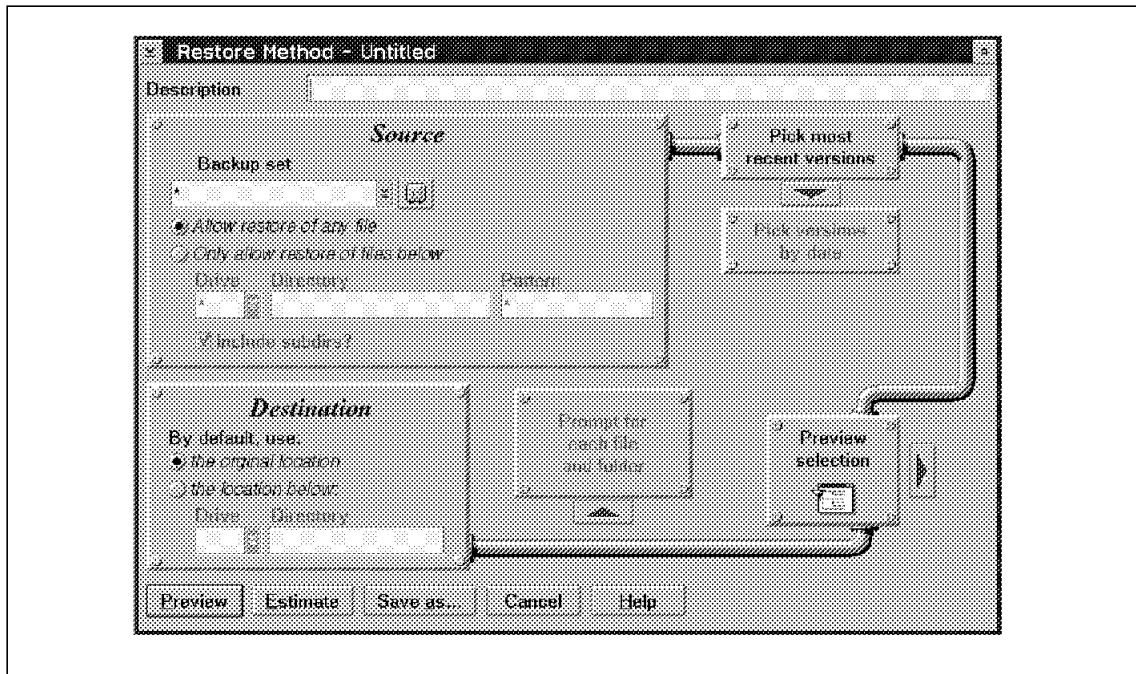 Restore Method - Untitled
Description
Source
Backup set
*
Allow restore of any file
Only allow restore of files below
Drive Directory Pattern
* *
include subdirs?
Pick most
recent versions
Pick versions
by date
Destination
By default, use:
the orginal location
the location below:
Drive Directory
Prompt for
each file
and folder
Preview
selection
Preview Estimate Save as... Cancel Help